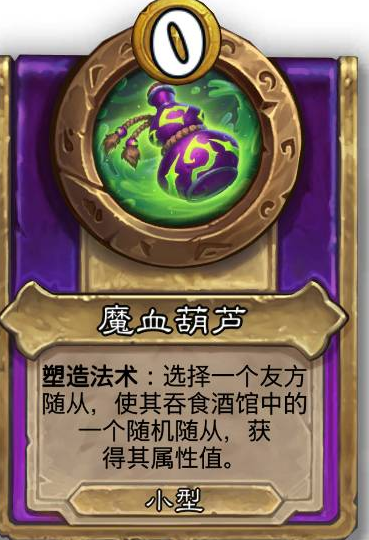 0
魔血葫芦
塑造法术：选择一个友方
随从，使其吞食酒馆中的
一个随机随从，获
得其属性值。
小型